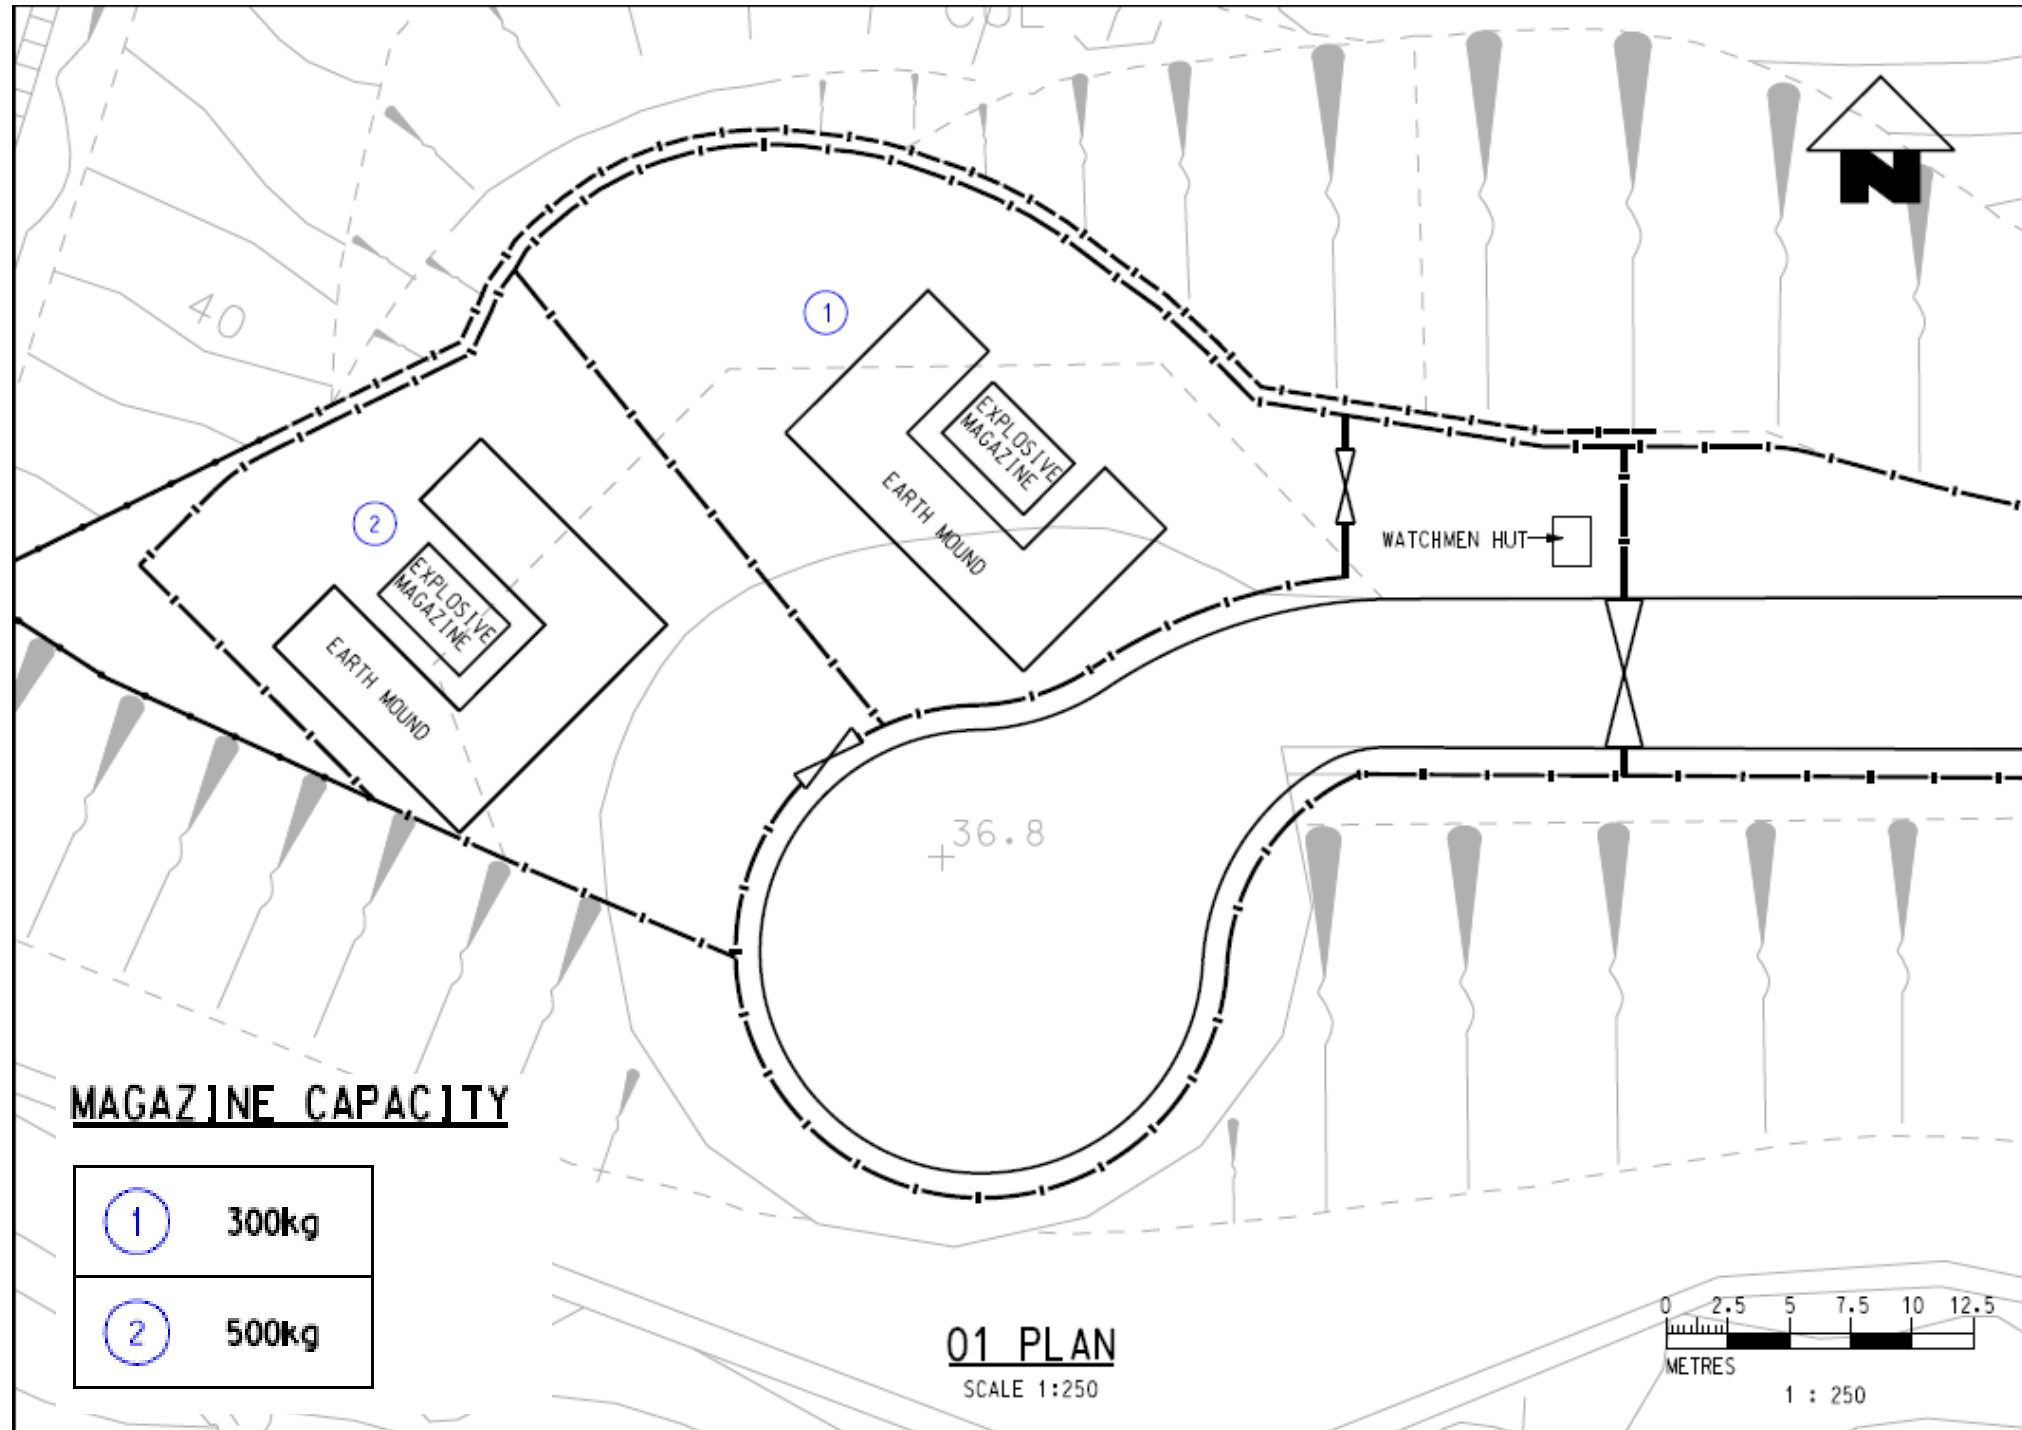 COL
N
40
1
EXPLOSIVE
MAGAZINE
EARTH MOUND
2
EXPLOSIVE
MAGAZINE
EARTH MOUND
WATCHMEN HUT
36.8
MAGAZINE CAPACITY
1 300kg
2 500kg
01 PLAN
SCALE 1:250
0 2.5 5 7.5 10 12.5
METRES
1 : 250